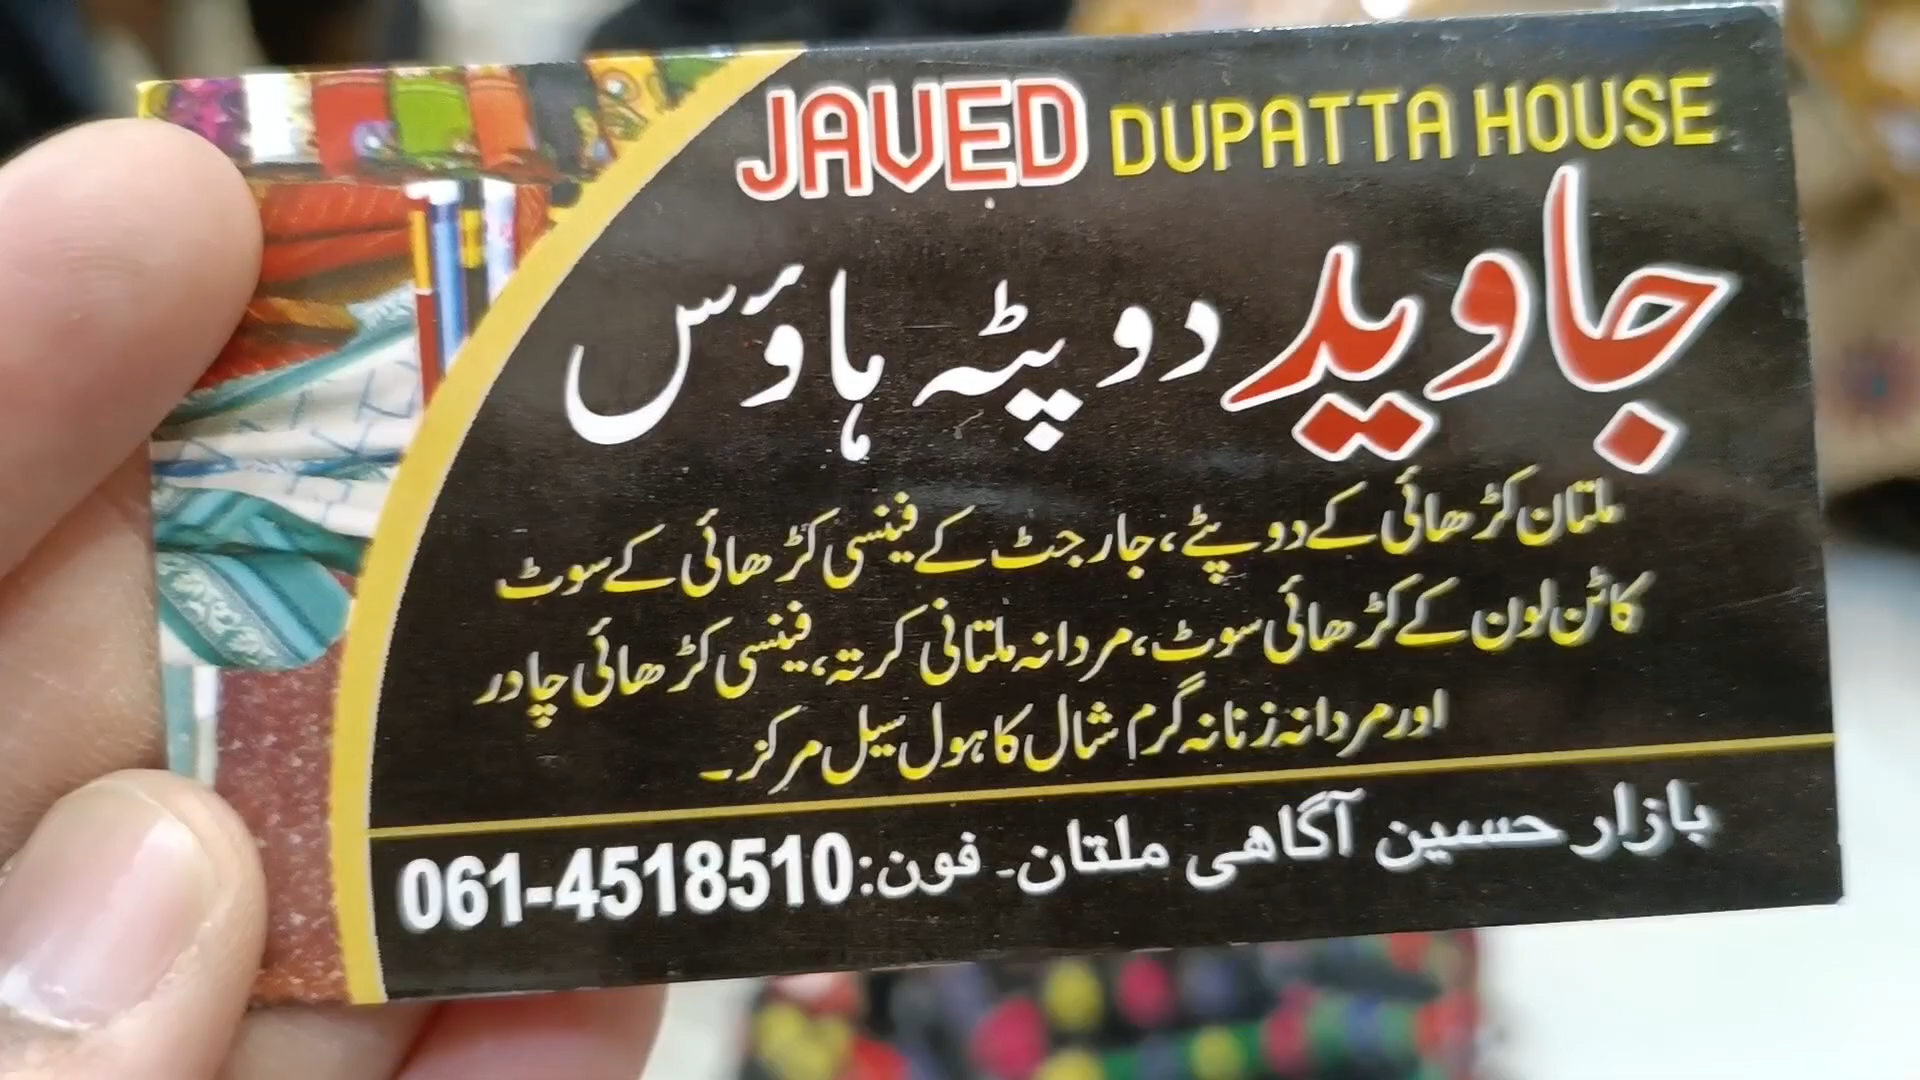 JAVED DUPATTA HOUSE
جاوید دوپٹہ ہاؤس
ملتان کڑھائی کے دوپٹے، جارجٹ کے فینسی کڑھائی کے سوٹ
کاٹن لون کے کڑھائی سوٹ، مردانہ ملتانی کرتہ، فینسی کڑھائی چادر
اور مردانہ زنانہ گرم شال کا ہول سیل مرکز۔
بازار حسین آگاھی ملتان۔ فون:061-4518510